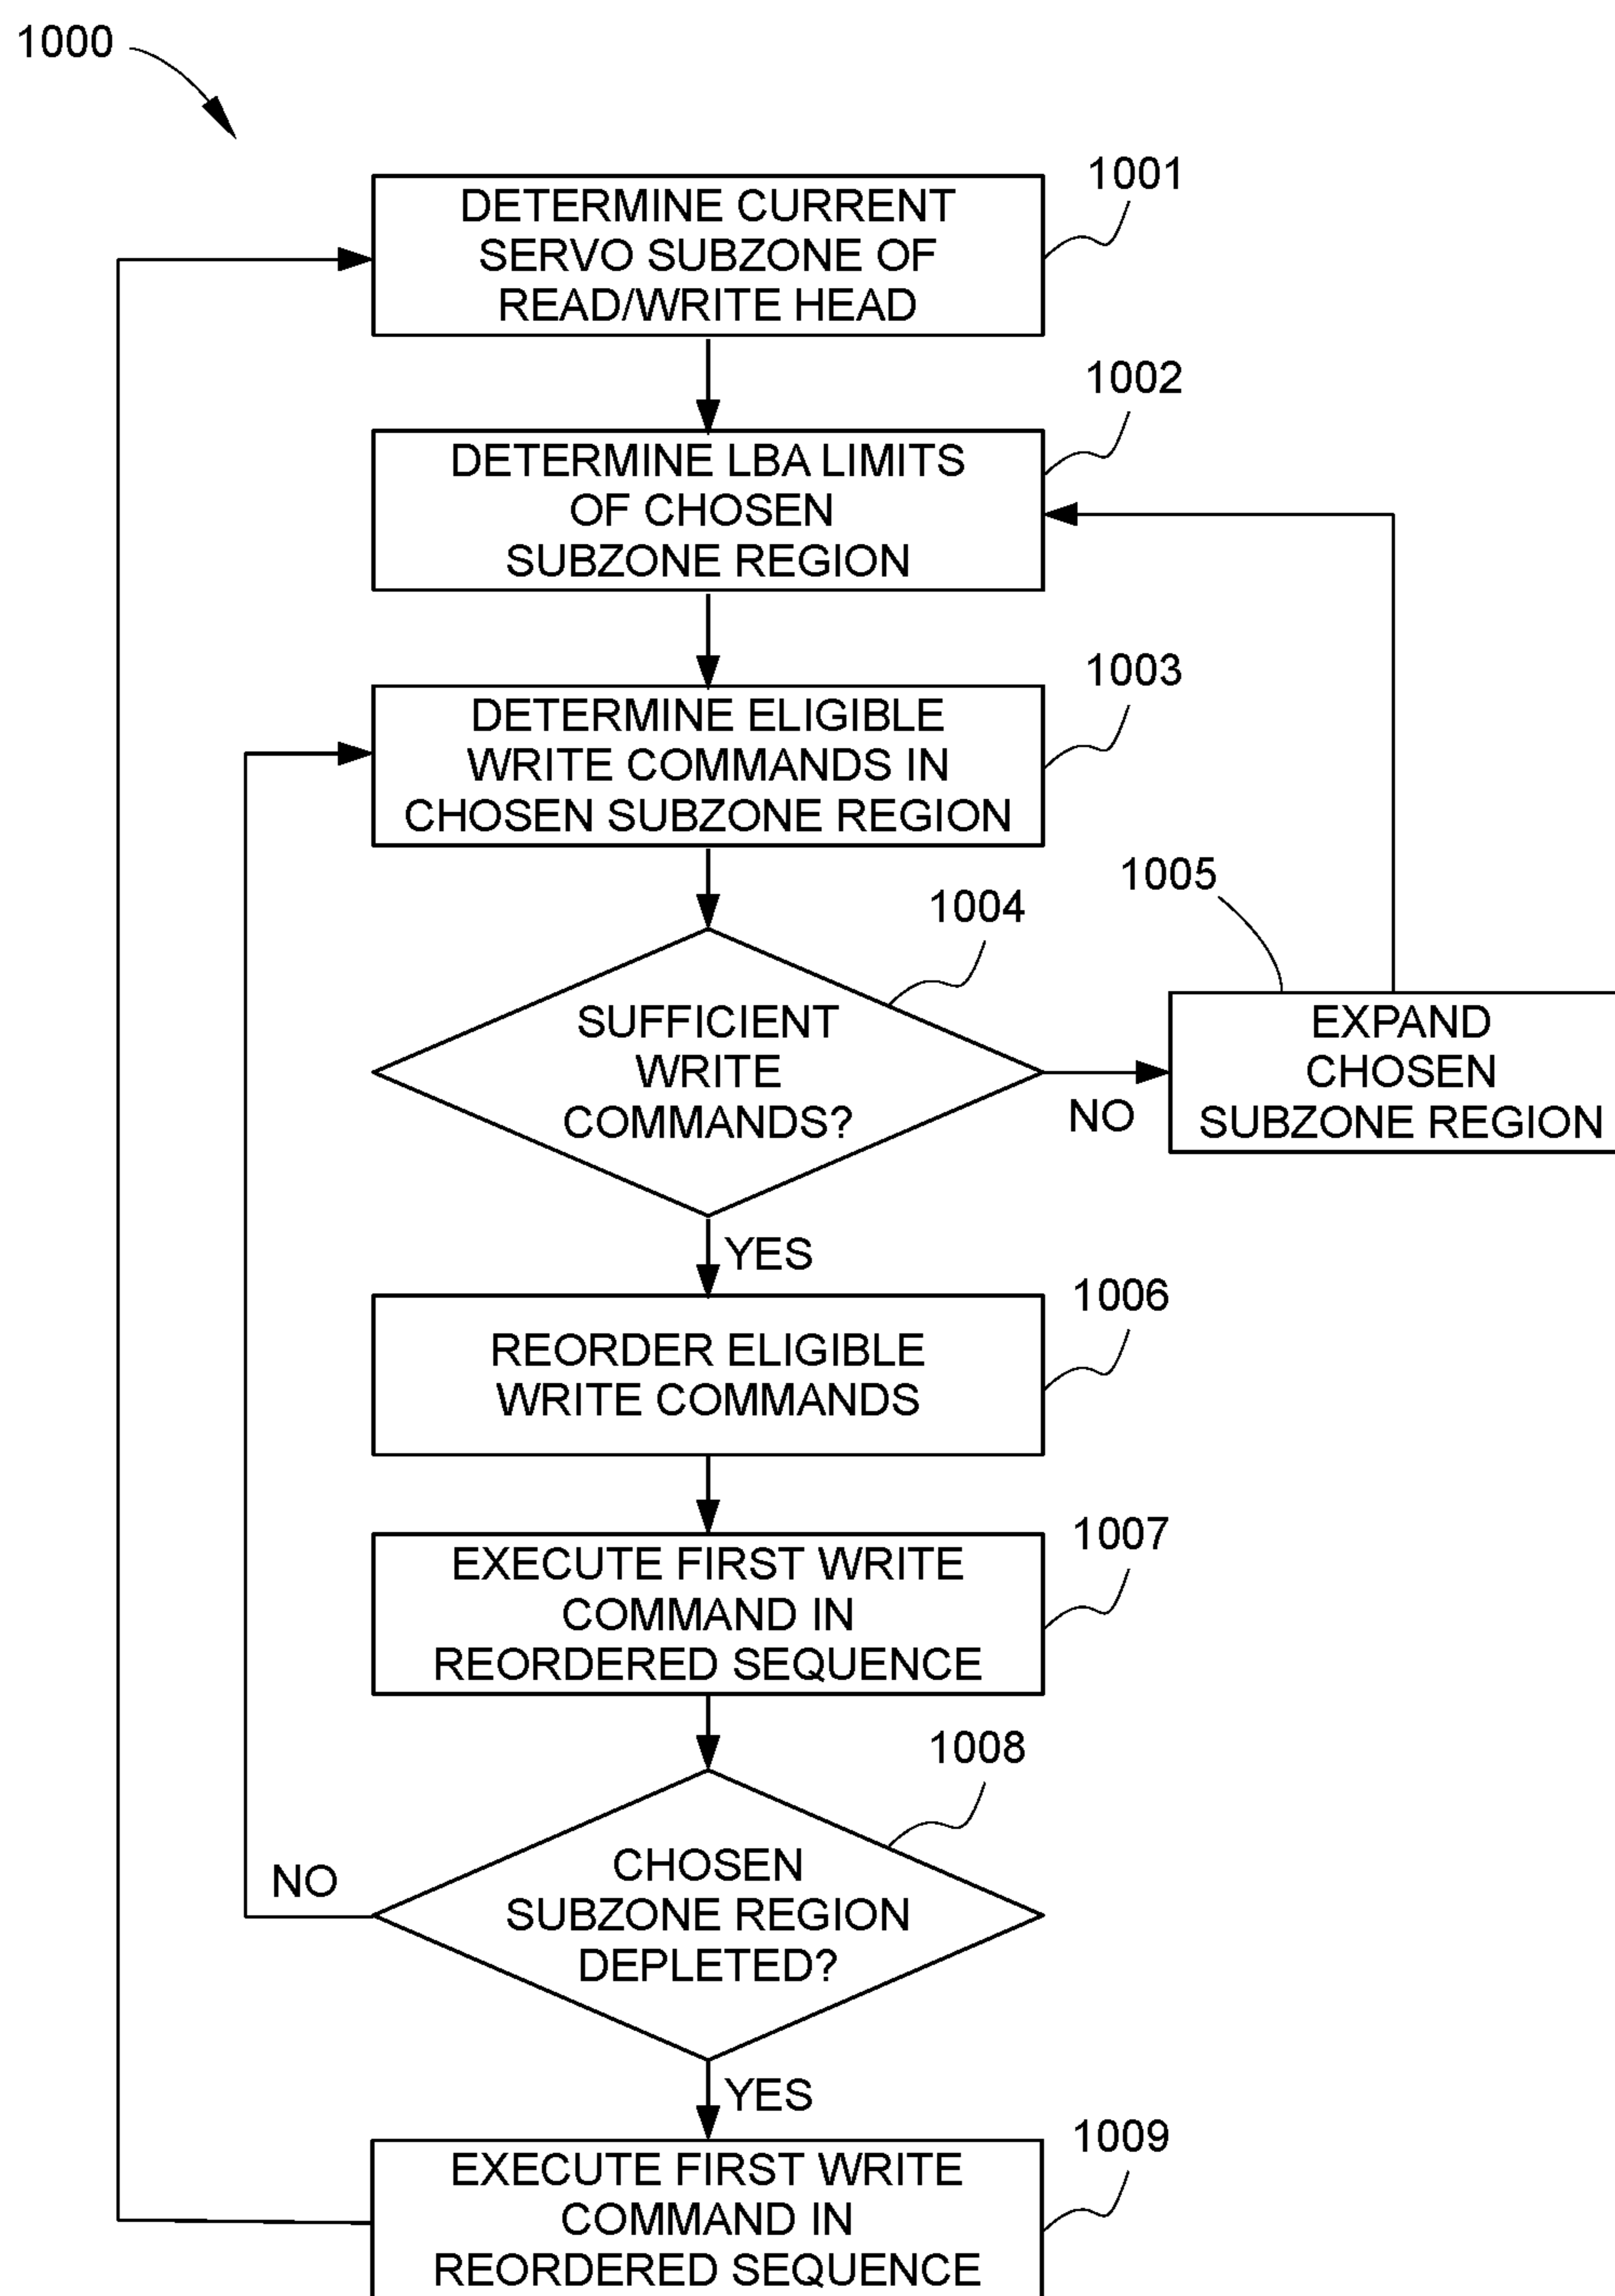 1000
1001
DETERMINE CURRENT
SERVO SUBZONE OF
READ/WRITE HEAD
1002
DETERMINE LBA LIMITS
OF CHOSEN
SUBZONE REGION
1003
DETERMINE ELIGIBLE
WRITE COMMANDS IN
CHOSEN SUBZONE REGION
1004
SUFFICIENT
WRITE
COMMANDS?
NO
1005
EXPAND
CHOSEN
SUBZONE REGION
YES
1006
REORDER ELIGIBLE
WRITE COMMANDS
1007
EXECUTE FIRST WRITE
COMMAND IN
REORDERED SEQUENCE
1008
CHOSEN
SUBZONE REGION
DEPLETED?
NO
YES
1009
EXECUTE FIRST WRITE
COMMAND IN
REORDERED SEQUENCE